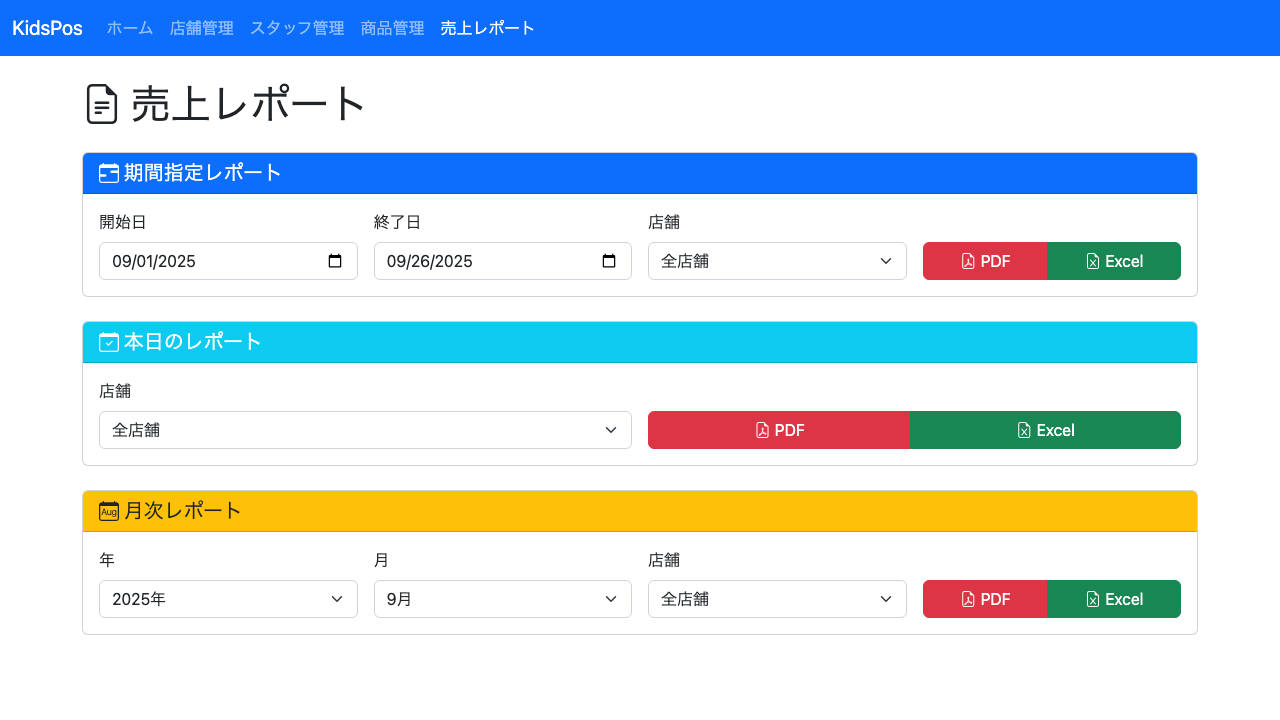 KidsPos ホーム 店舗管理 スタッフ管理 商品管理 売上レポート
売上レポート
期間指定レポート
開始日 終了日 店舗
09/01/2025 09/26/2025 全店舗 PDF Excel
本日のレポート
店舗
全店舗 PDF Excel
Aug 月次レポート
年 月 店舗
2025年 9月 全店舗 PDF Excel